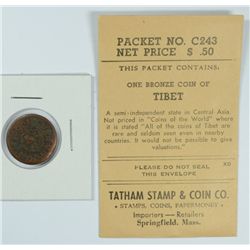 PACKET NO. C243
NET PRICE $ .50
THIS PACKET CONTAINS:
ONE BRONZE COIN OF
TIBET
A semi-independent state in Central Asia.
Not priced in "Coins of the World" where
it is stated "All of the coins of Tibet are
rare and seldom seen even in nearby
countries. It would not be possible to give
valuations."
PLEASE DO NOT SEAL
THIS ENVELOPE
XD
TATHAM STAMP & COIN CO.
• STAMPS, COINS, PAPERMONEY •
Importers — Retailers
Springfield, Mass.